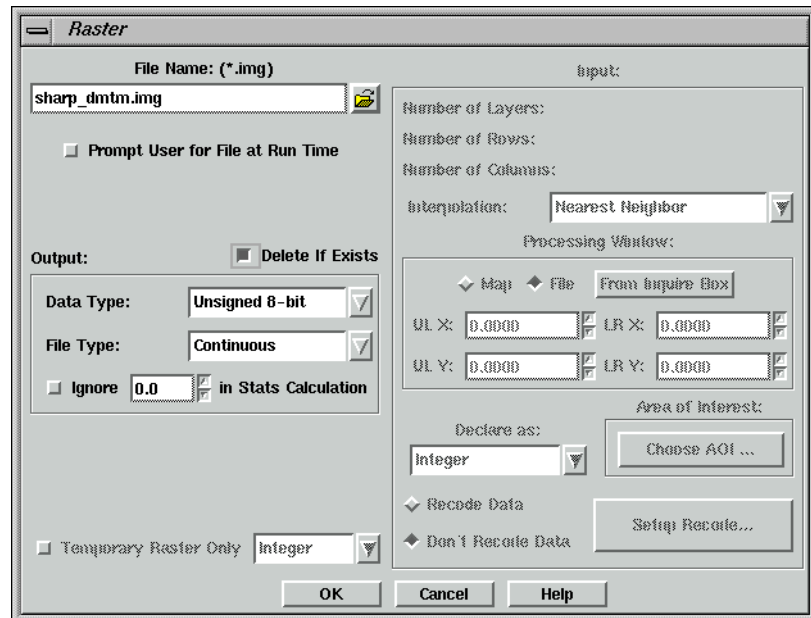 Raster
File Name: (*.img)
sharp_dmtm.img
Prompt User for File at Run Time
Output:
Delete If Exists
Data Type:
Unsigned 8-bit
File Type:
Continuous
Ignore 0.0 in Stats Calculation
Temporary Raster Only
Integer
Input:
Number of Layers:
Number of Rows:
Number of Columns:
Interpolation:
Nearest Neighbor
Processing Window:
Map
File
From Inquire Box
UL X:
0.0000
LR X:
0.0000
UL Y:
0.0000
LR Y:
0.0000
Area of Interest:
Declare as:
Integer
Choose AOI ...
Recode Data
Don't Recode Data
Setup Recode...
OK
Cancel
Help